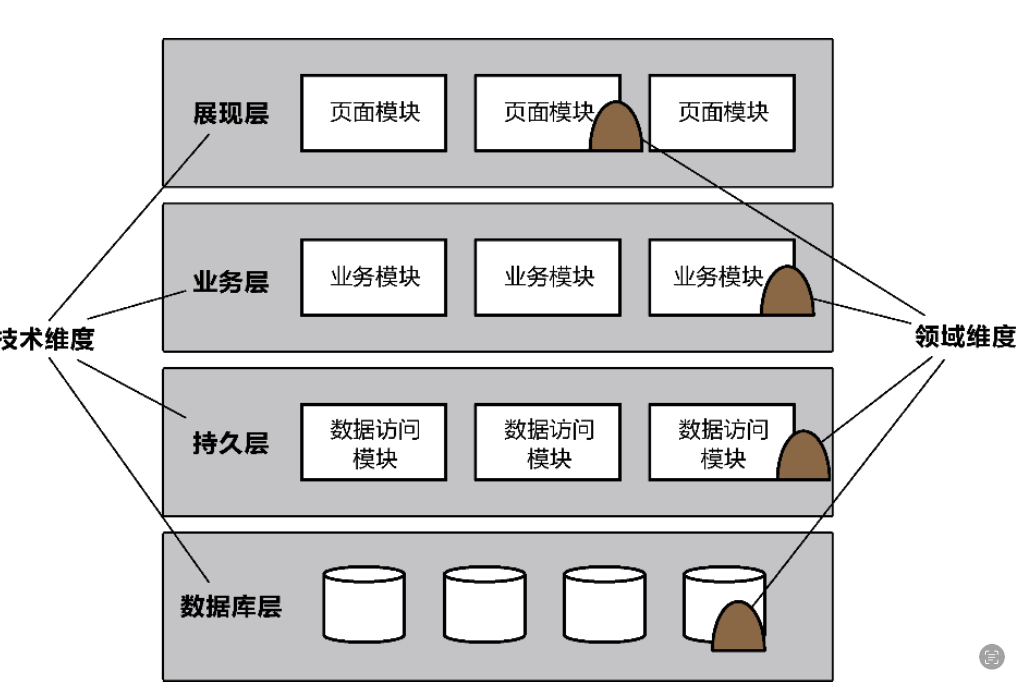 展现层
页面模块
页面模块
页面模块
业务层
业务模块
业务模块
业务模块
技术维度
领域维度
持久层
数据访问
模块
数据访问
模块
数据访问
模块
数据库层